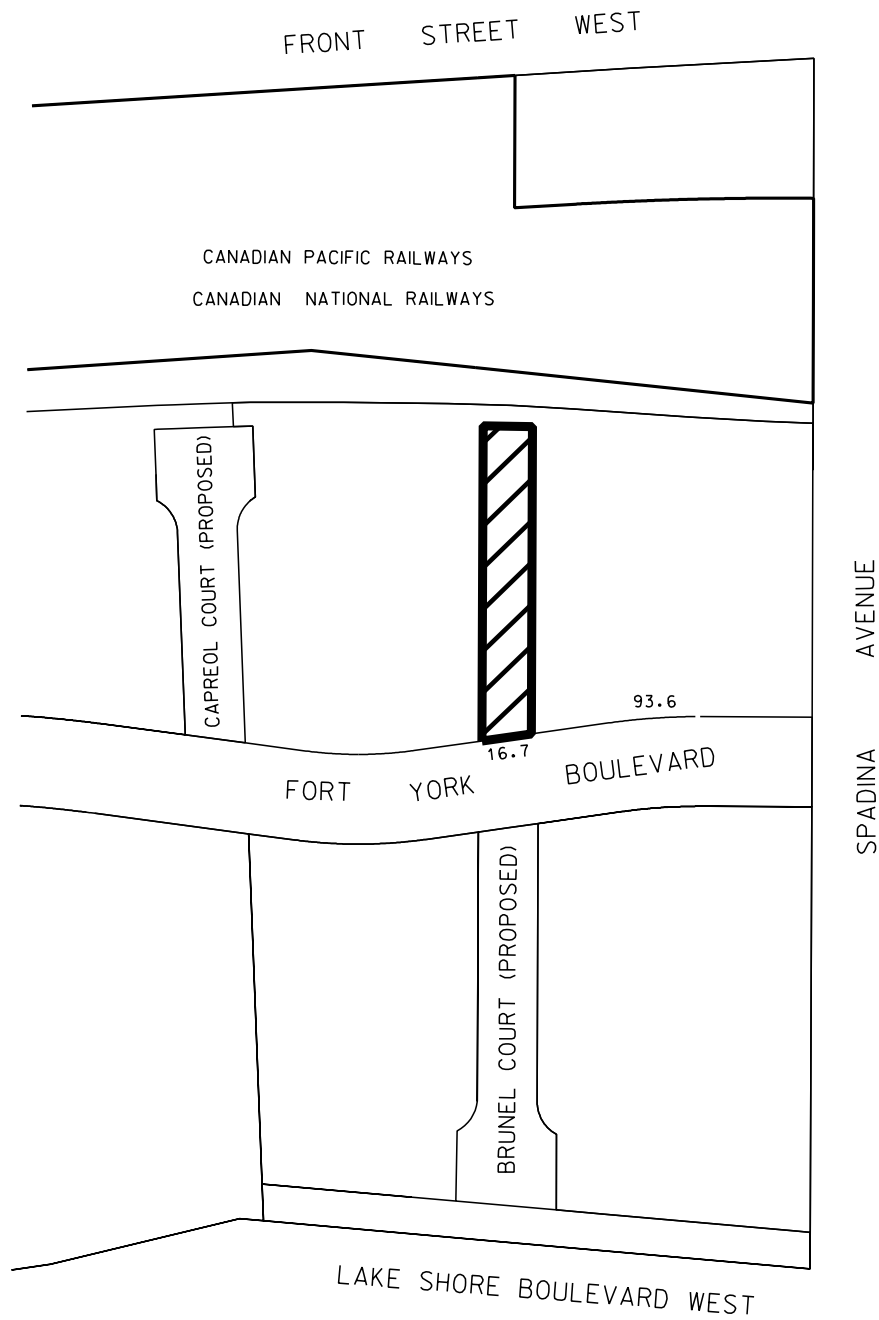 FRONT STREET WEST
CANADIAN PACIFIC RAILWAYS
CANADIAN NATIONAL RAILWAYS
CAPREOL COURT (PROPOSED)
93.6
16.7
FORT YORK BOULEVARD
SPADINA AVENUE
BRUNEL COURT (PROPOSED)
LAKE SHORE BOULEVARD WEST